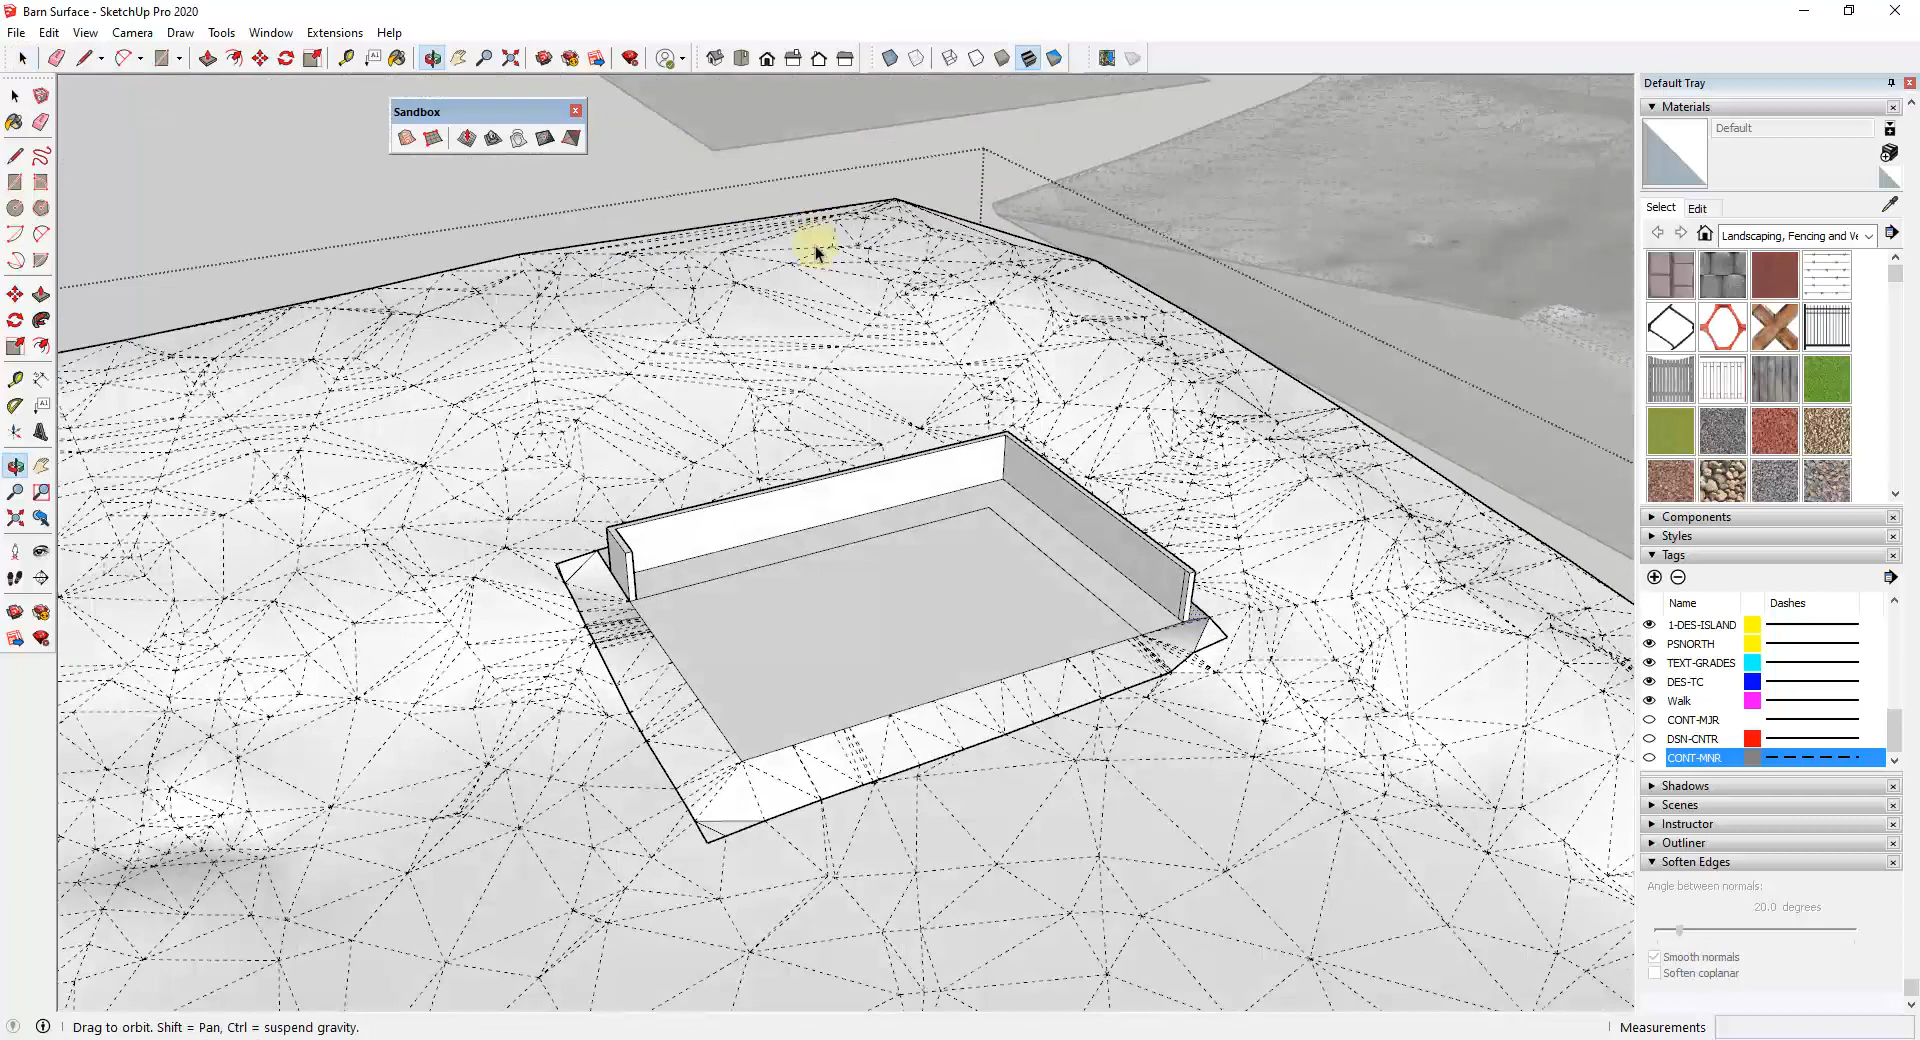 Barn Surface - SketchUp Pro 2020
File Edit View Camera Draw Tools Window Extensions Help
Default Tray
Sandbox
Materials
Default
Select Edit
Landscaping, Fencing and Ve
Components
Styles
Tags
Name Dashes
1-DES-ISLAND
PSNORTH
TEXT-GRADES
DES-TC
Walk
CONT-MJR
DSN-CNTR
CONT-MNR
Shadows
Scenes
Instructor
Outliner
Soften Edges
Angle between normals:
20.0 degrees
Smooth normals
Soften coplanar
Drag to orbit. Shift = Pan, Ctrl = suspend gravity.
Measurements